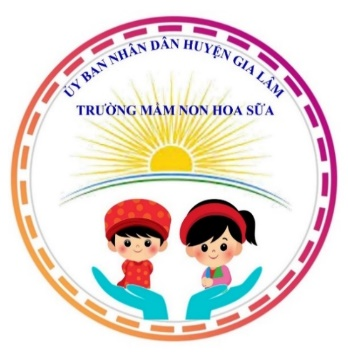 ỦY BAN NHÂN DÂN HUYỆN GIA LÂM
TRƯỜNG MẦM NON HOA SỮA